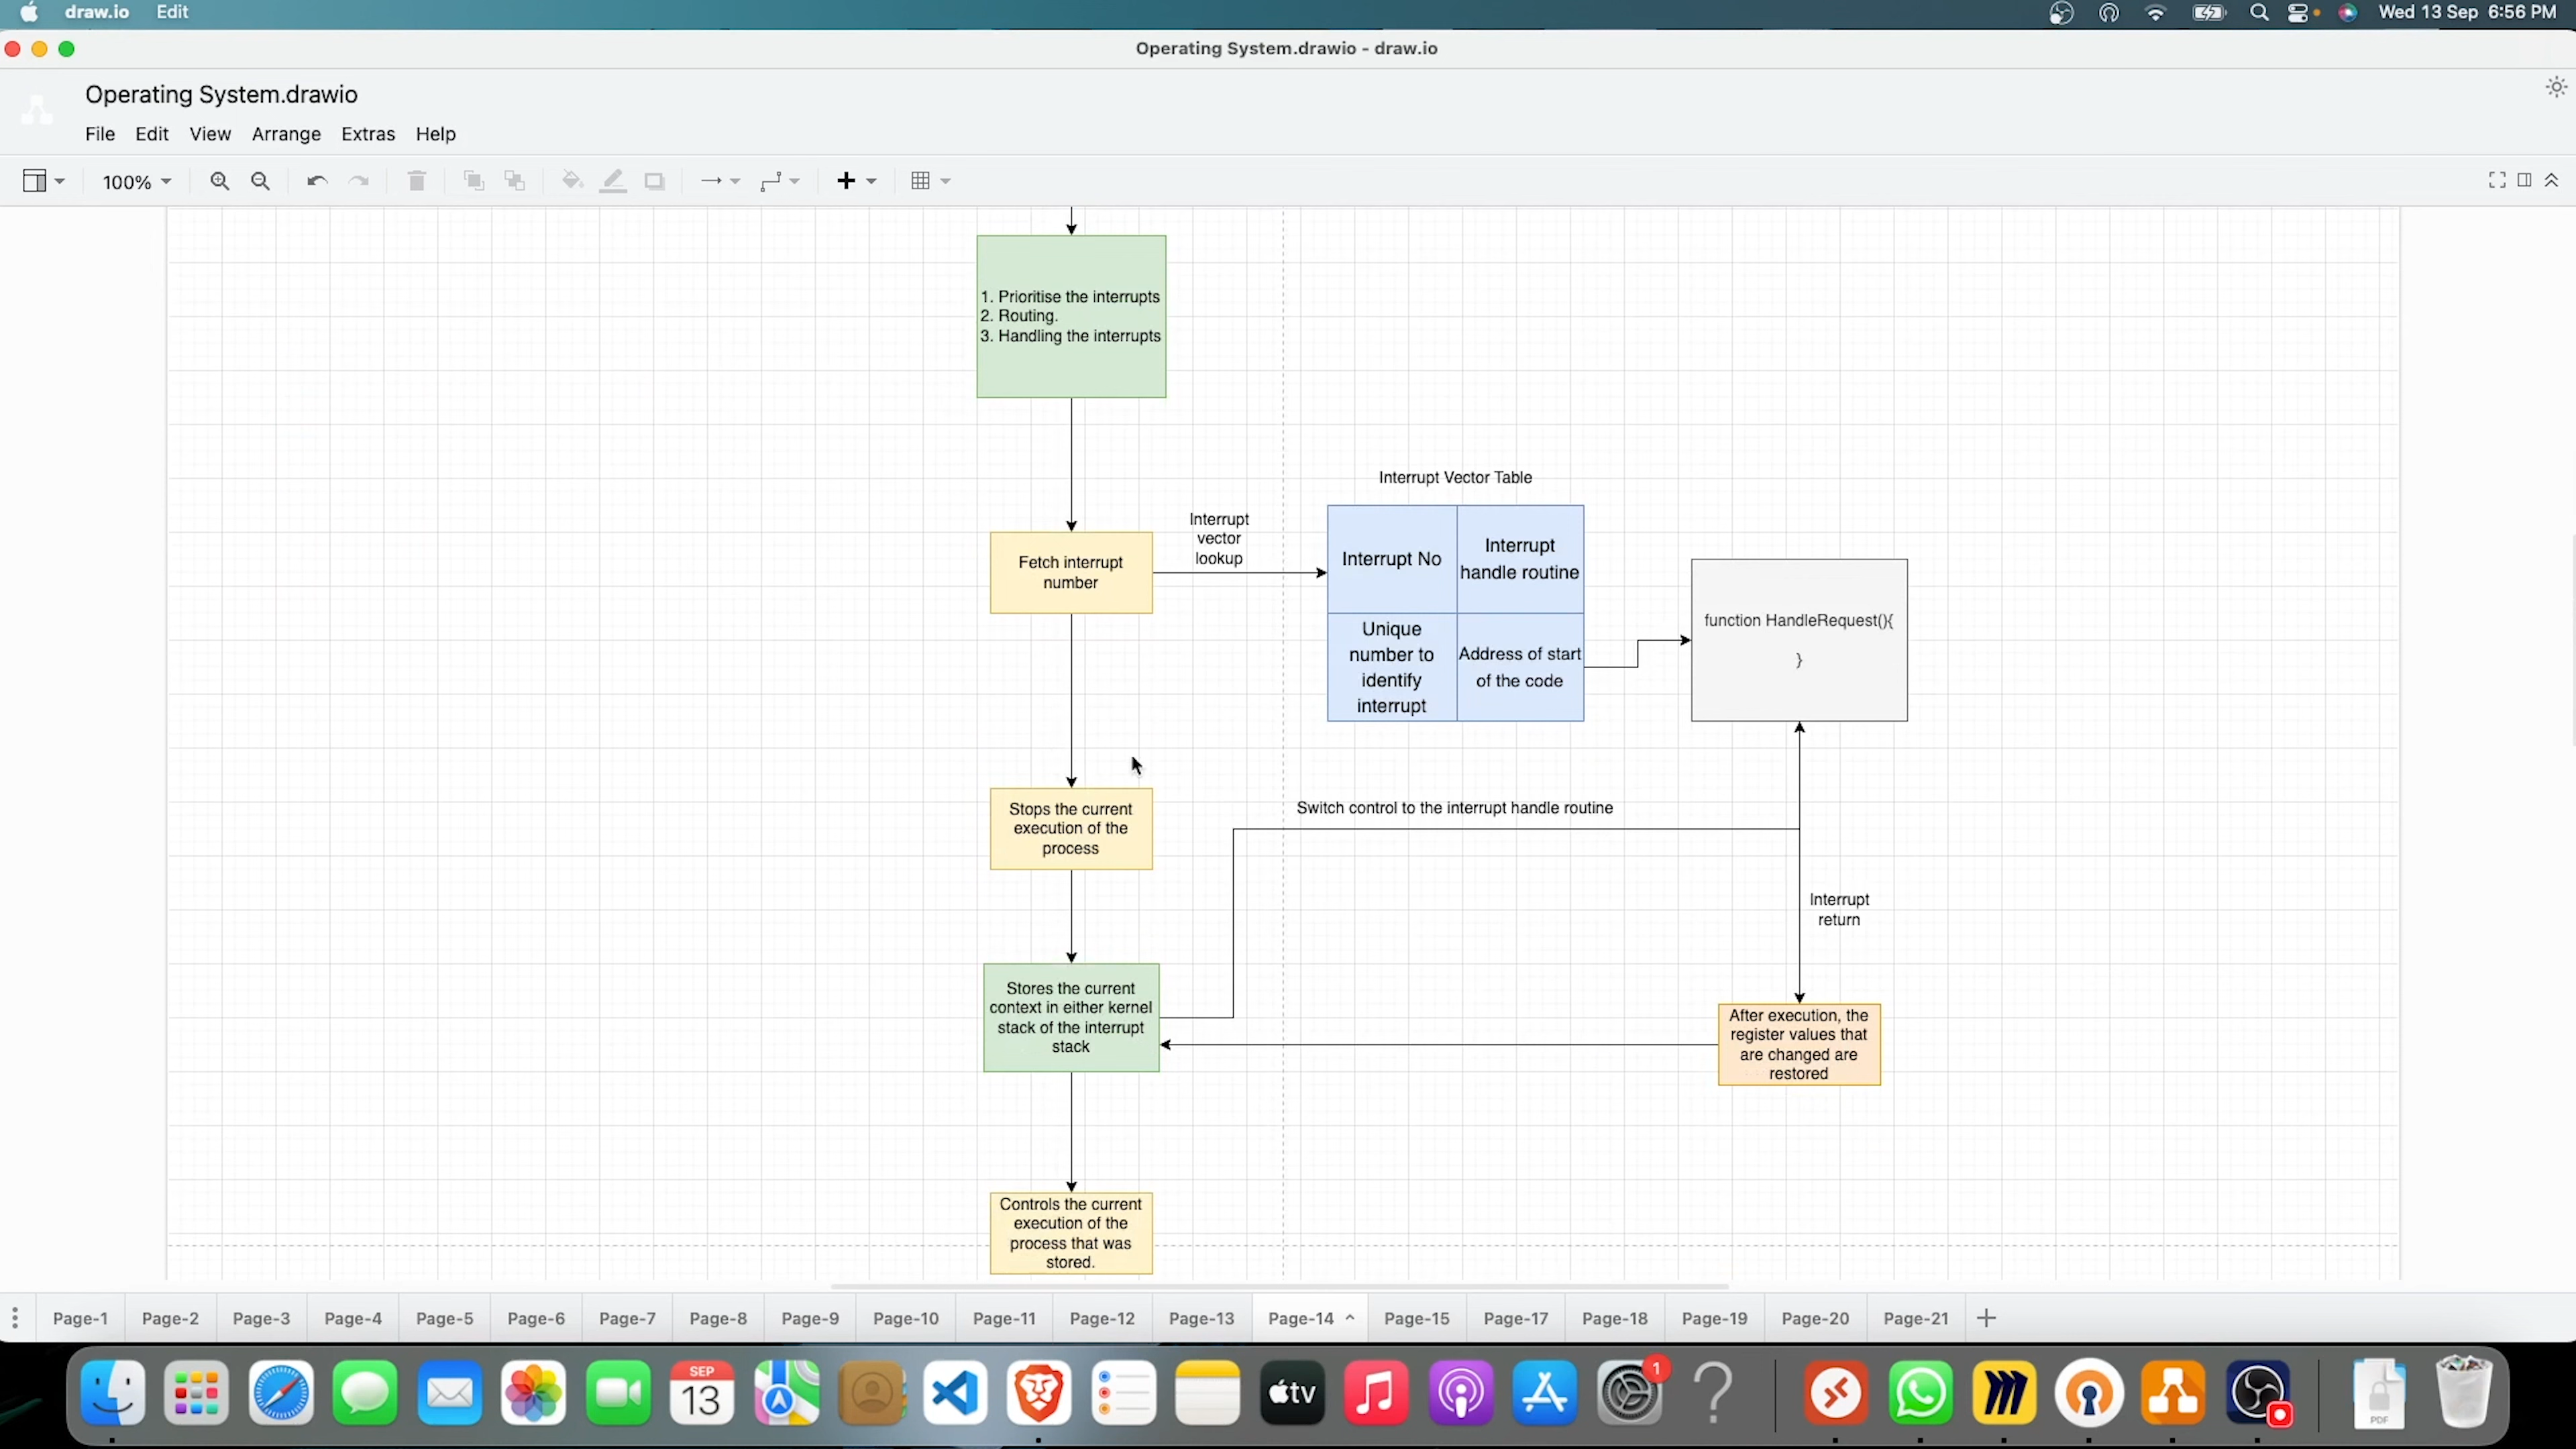 draw.io Edit
Wed 13 Sep 6:56 PM
Operating System.drawio - draw.io
Operating System.drawio
File Edit View Arrange Extras Help
100%
1. Prioritise the interrupts
2. Routing.
3. Handling the interrupts
Interrupt Vector Table
Fetch interrupt
number
Interrupt
vector
lookup
Interrupt No
Interrupt
handle routine
Unique
number to
identify
interrupt
Address of start
of the code
function HandleRequest(){
}
Stops the current
execution of the
process
Switch control to the interrupt handle routine
Interrupt
return
Stores the current
context in either kernel
stack of the interrupt
stack
After execution, the
register values that
are changed are
restored
Controls the current
execution of the
process that was
stored.
Page-1 Page-2 Page-3 Page-4 Page-5 Page-6 Page-7 Page-8 Page-9 Page-10 Page-11 Page-12 Page-13 Page-14 Page-15 Page-17 Page-18 Page-19 Page-20 Page-21
SEP
13
tv
1
PDF